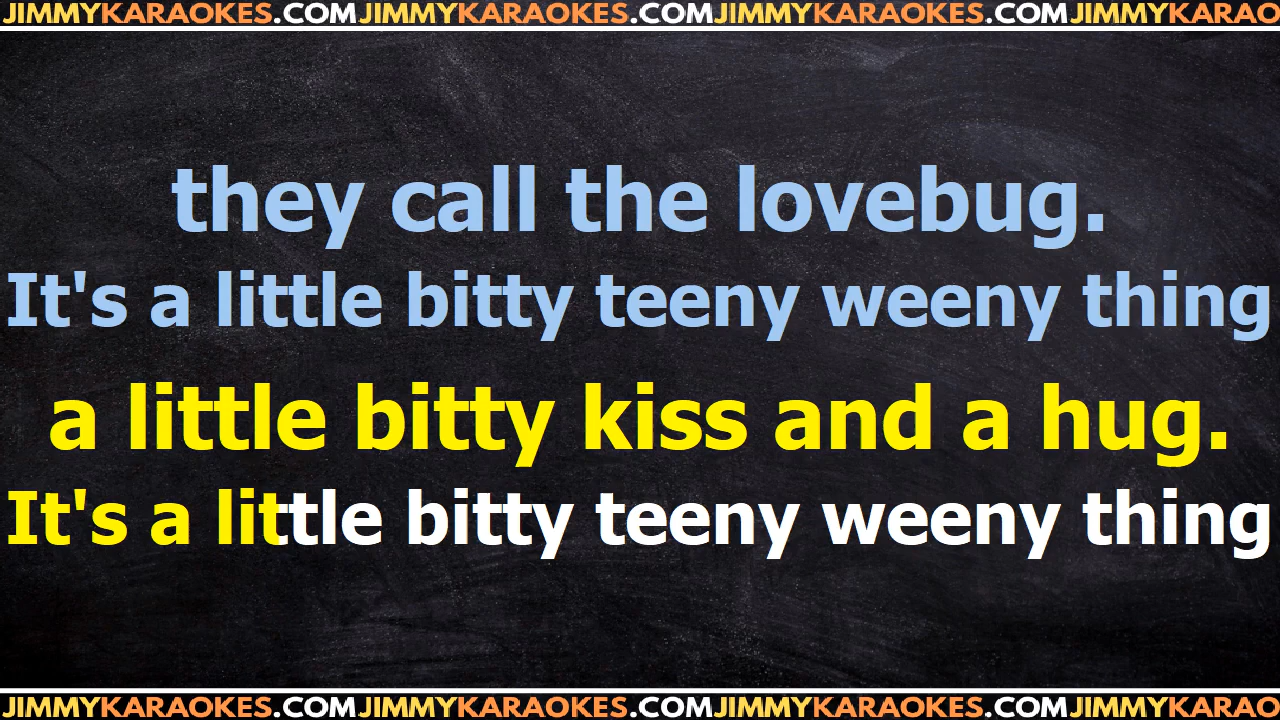 JIMMYKARAOKES.COMJIMMYKARAOKES.COMJIMMYKARAOKES.COMJIMMYKARAO
they call the lovebug.
It's a little bitty teeny weeny thing
a little bitty kiss and a hug.
It's a little bitty teeny weeny thing
JIMMYKARAOKES.COMJIMMYKARAOKES.COMJIMMYKARAOKES.COMJIMMYKARAO